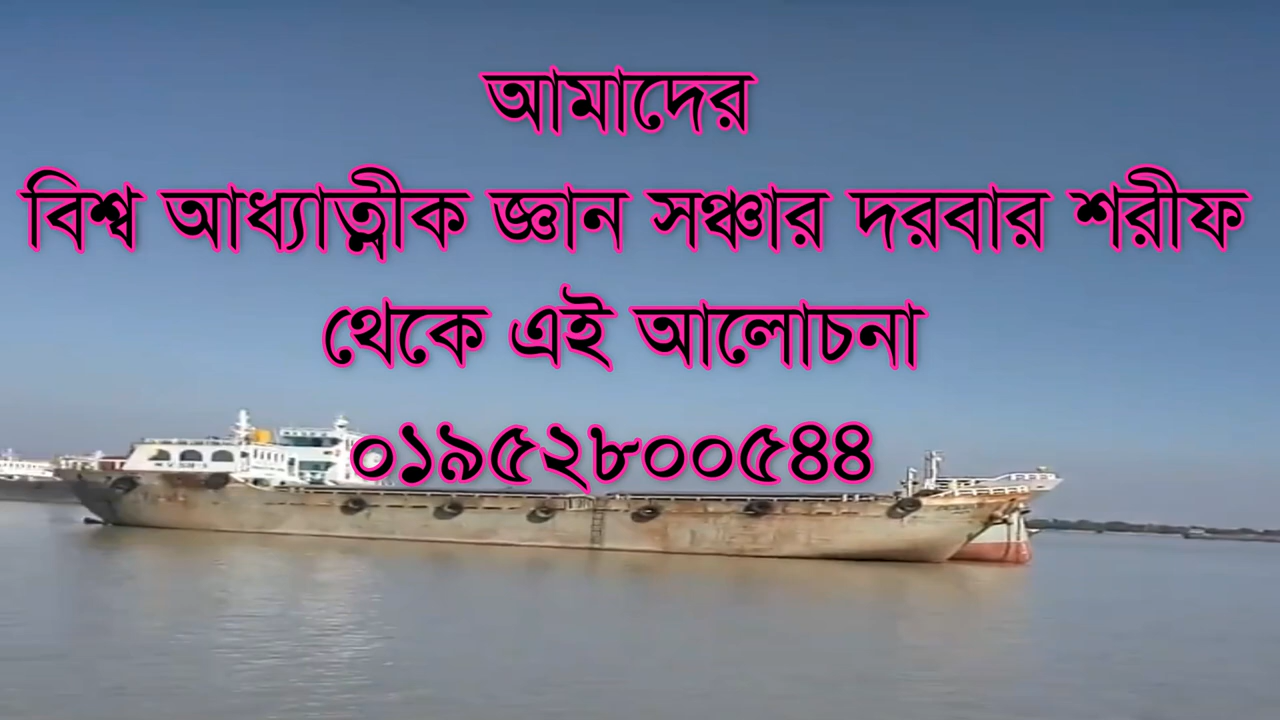 আমাদের
বিশ্ব আধ্যাত্নীক জ্ঞান সঞ্চার দরবার শরীফ
থেকে এই আলোচনা
০১৯৫২৮০০৫৪৪